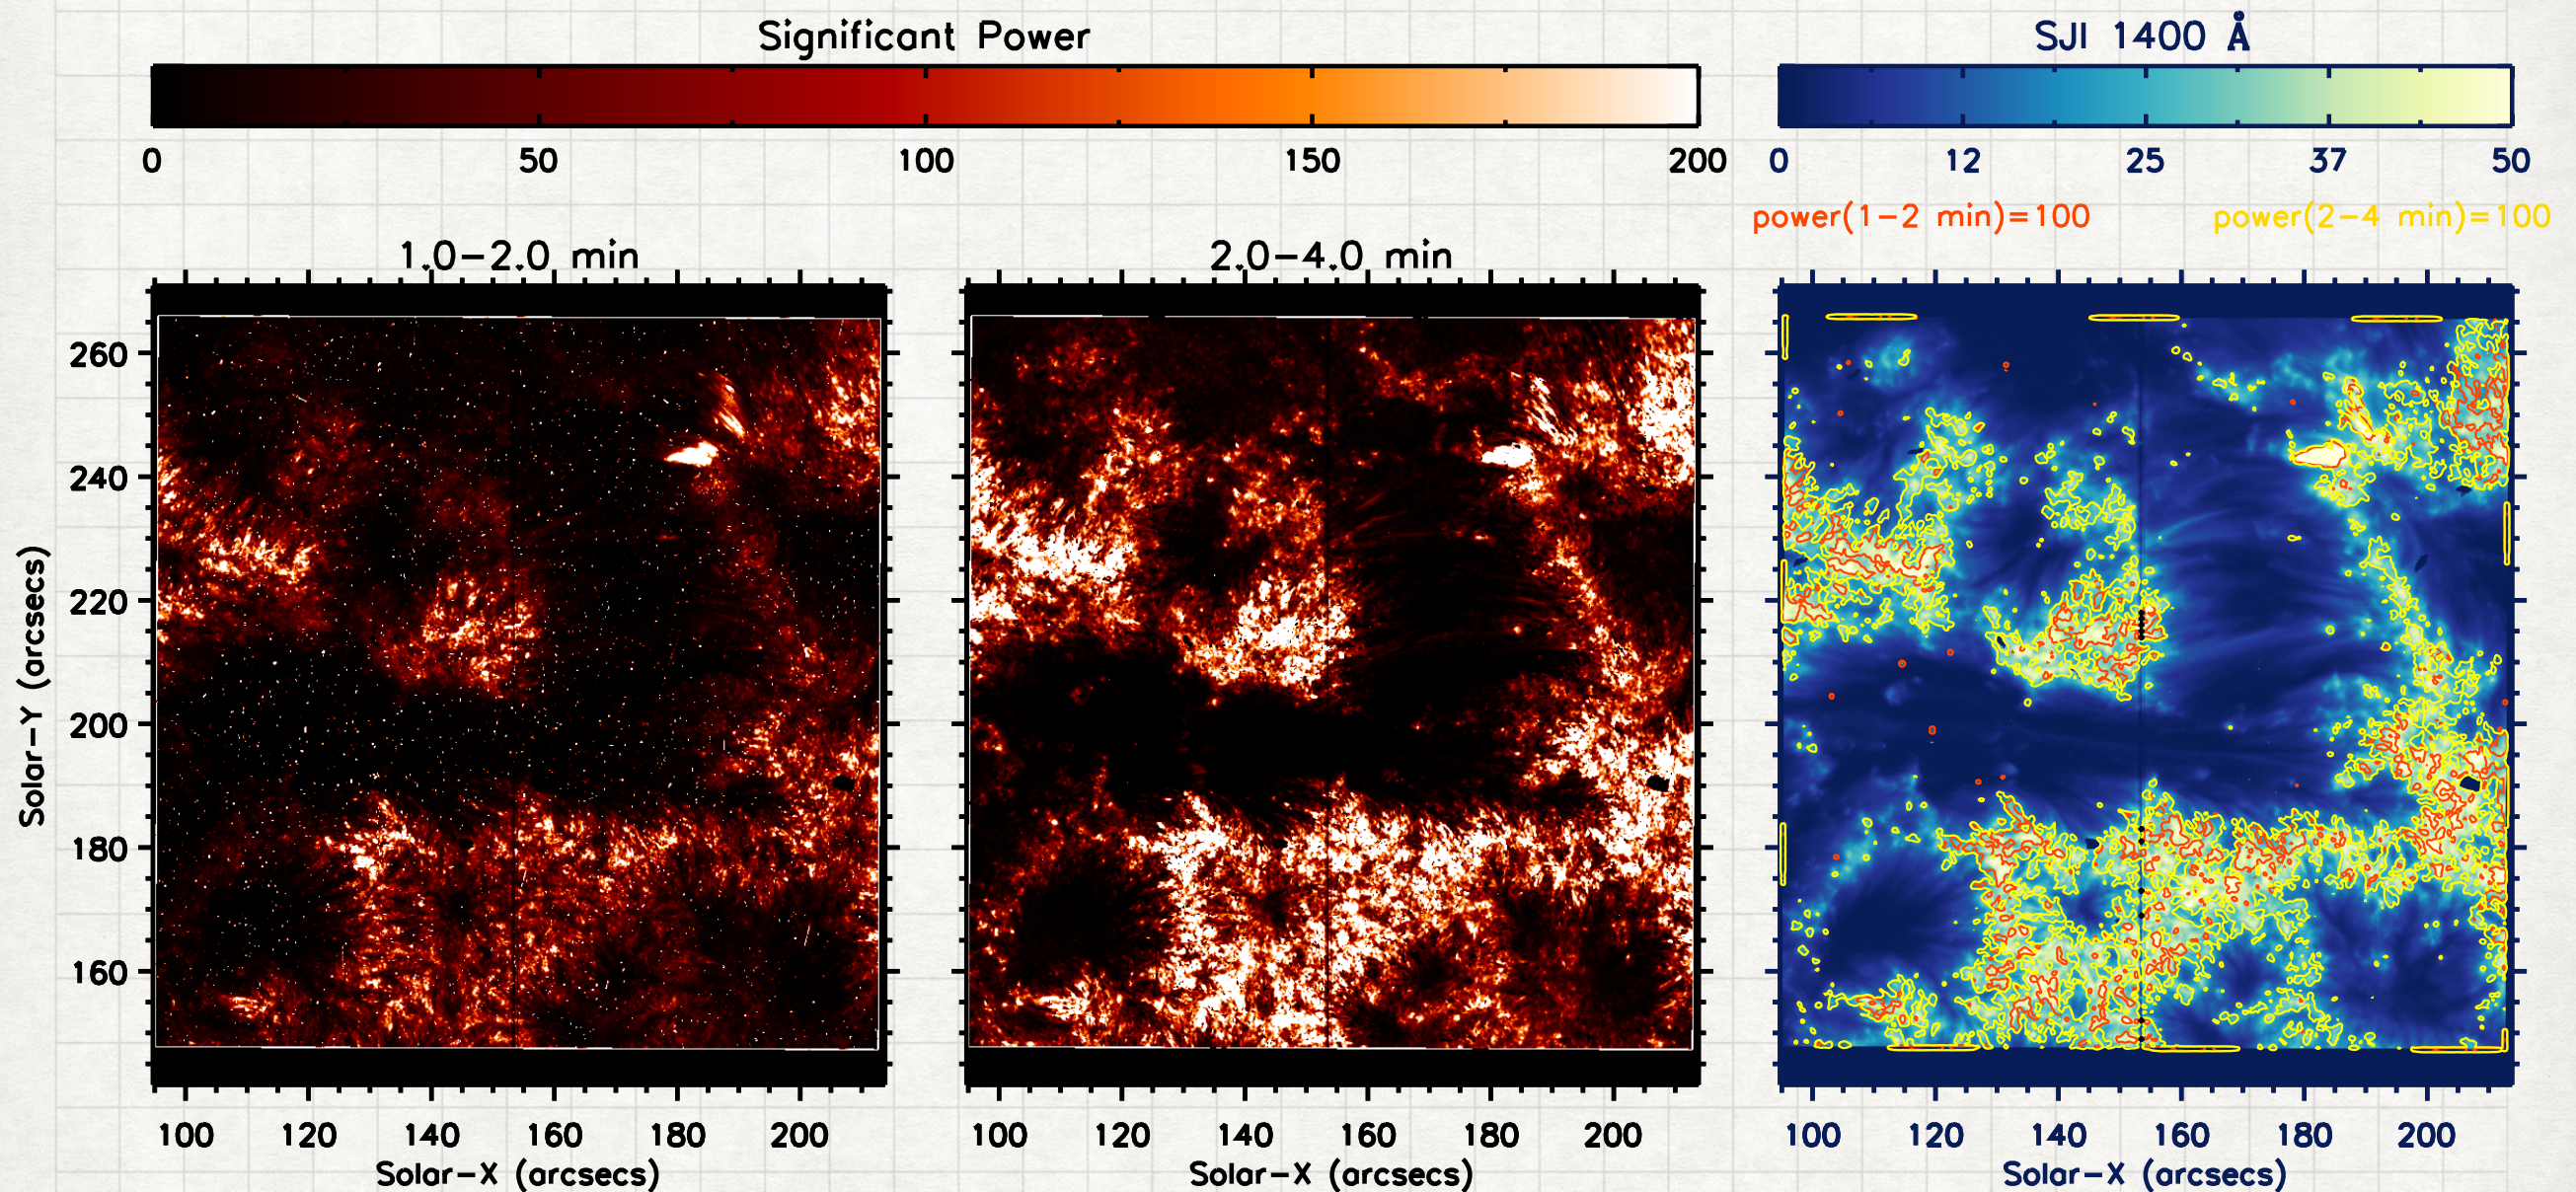 Significant Power
0 50 100 150 200
SJI 1400 Å
0 12 25 37 50
power(1-2 min)=100 power(2-4 min)=100
1.0-2.0 min
2.0-4.0 min
260
240
220
200
180
160
Solar-Y (arcsecs)
100 120 140 160 180 200
Solar-X (arcsecs)
100 120 140 160 180 200
Solar-X (arcsecs)
100 120 140 160 180 200
Solar-X (arcsecs)